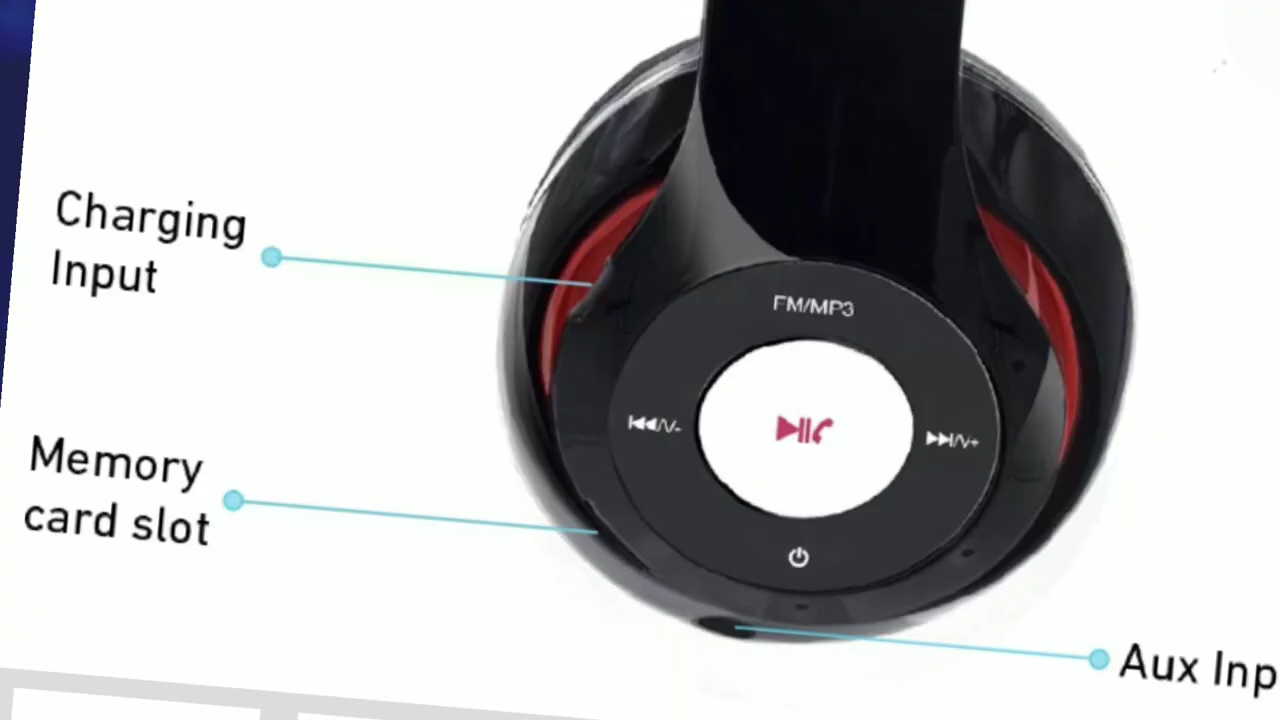 Charging
Input
FM/MP3
/V-
/V+
Memory
card slot
Aux Inp